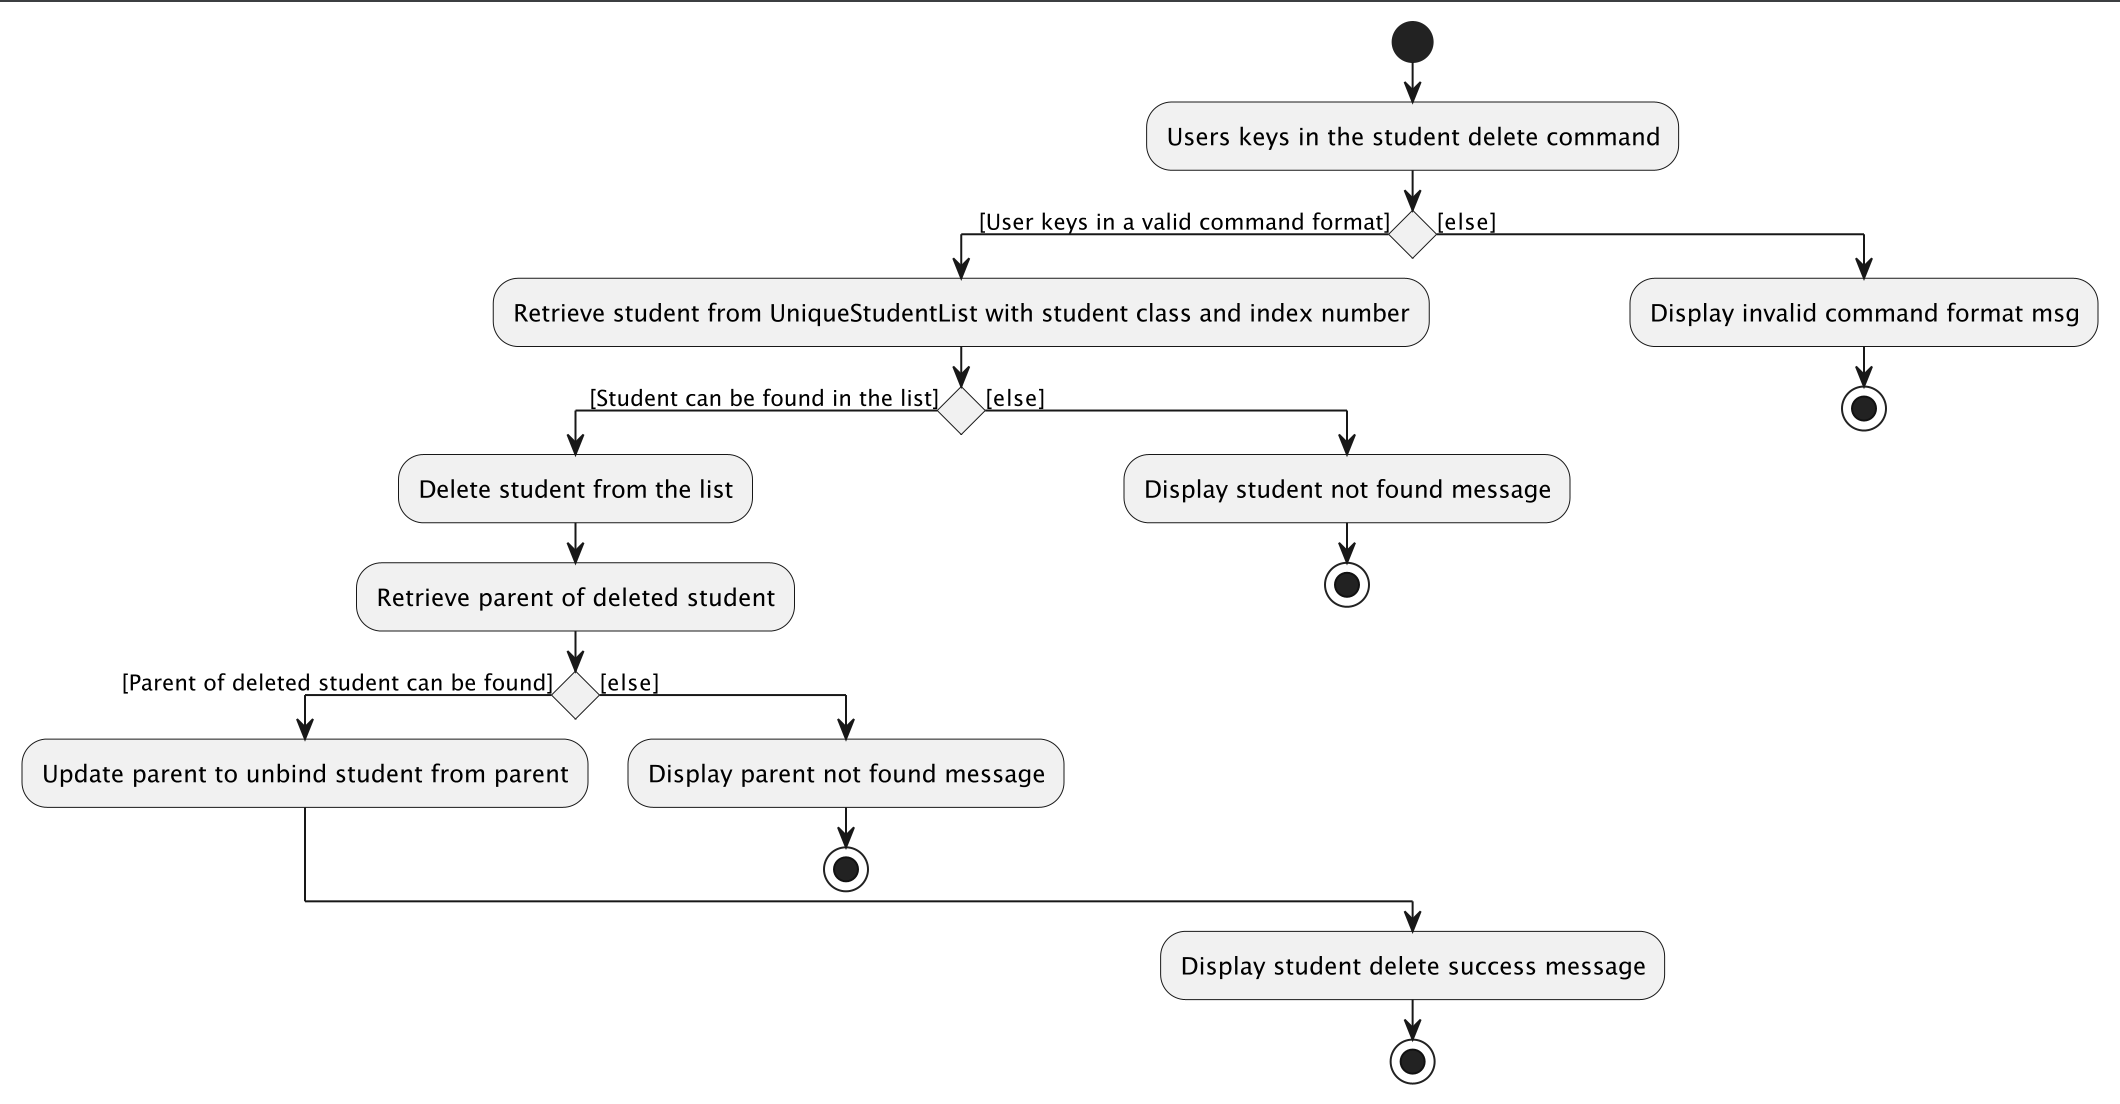 Users keys in the student delete command
[User keys in a valid command format]
[else]
Retrieve student from UniqueStudentList with student class and index number
Display invalid command format msg
[Student can be found in the list]
[else]
Delete student from the list
Display student not found message
Retrieve parent of deleted student
[Parent of deleted student can be found]
[else]
Update parent to unbind student from parent
Display parent not found message
Display student delete success message